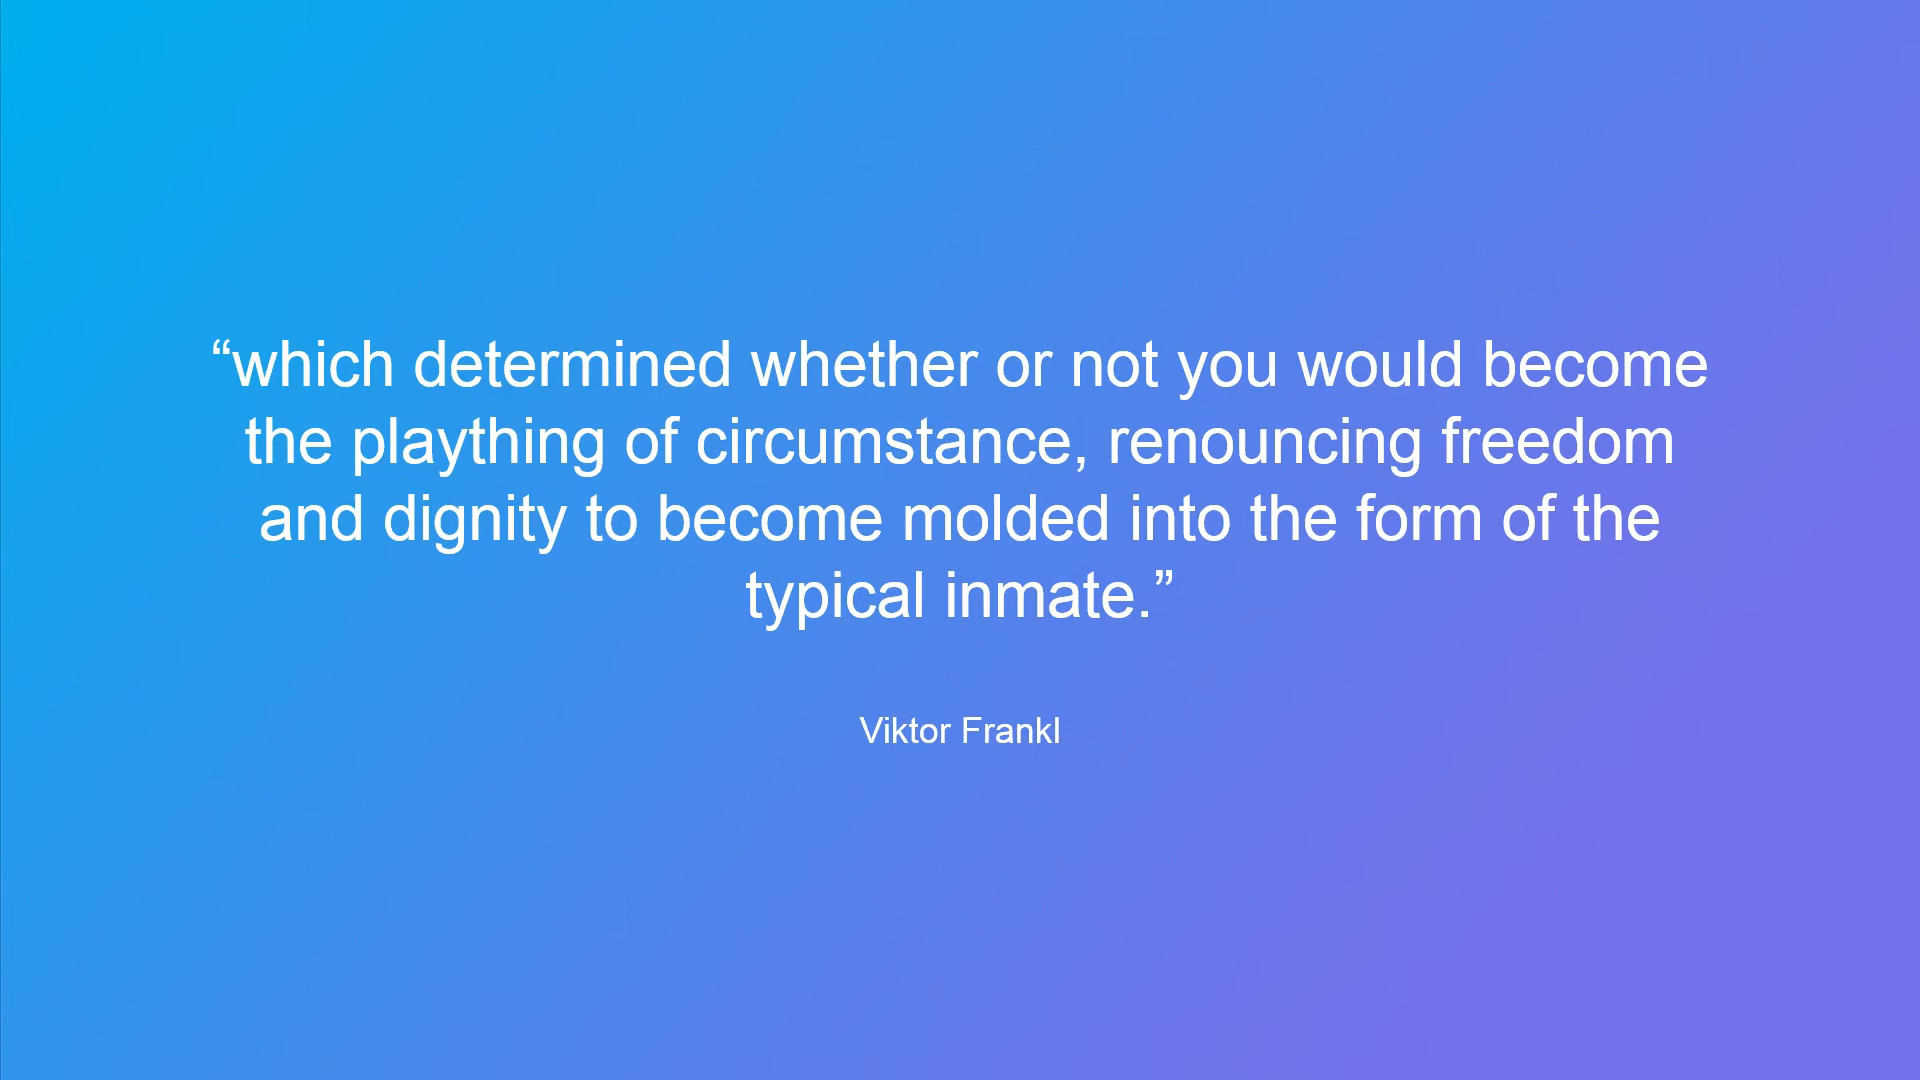 “which determined whether or not you would become
the plaything of circumstance, renouncing freedom
and dignity to become molded into the form of the
typical inmate.”
Viktor Frankl